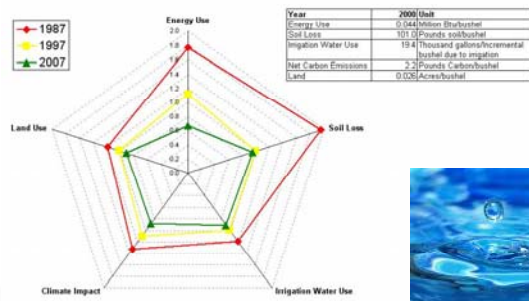 1987
1997
2007
Energy Use
2.0
1.8
1.6
1.4
1.2
1.0
0.8
0.6
0.4
0.2
0.0
Land Use
Soil Loss
Climate Impact
Irrigation Water Use
Year 2000 Unit
Energy Use 0.044 Million Btu/bushel
Soil Loss 101.0 Pounds soil/bushel
Irrigation Water Use 19.4 Thousand gallons/Incremental
bushel due to irrigation
Net Carbon Emissions 2.2 Pounds Carbon/bushel
Land 0.026 Acres/bushel